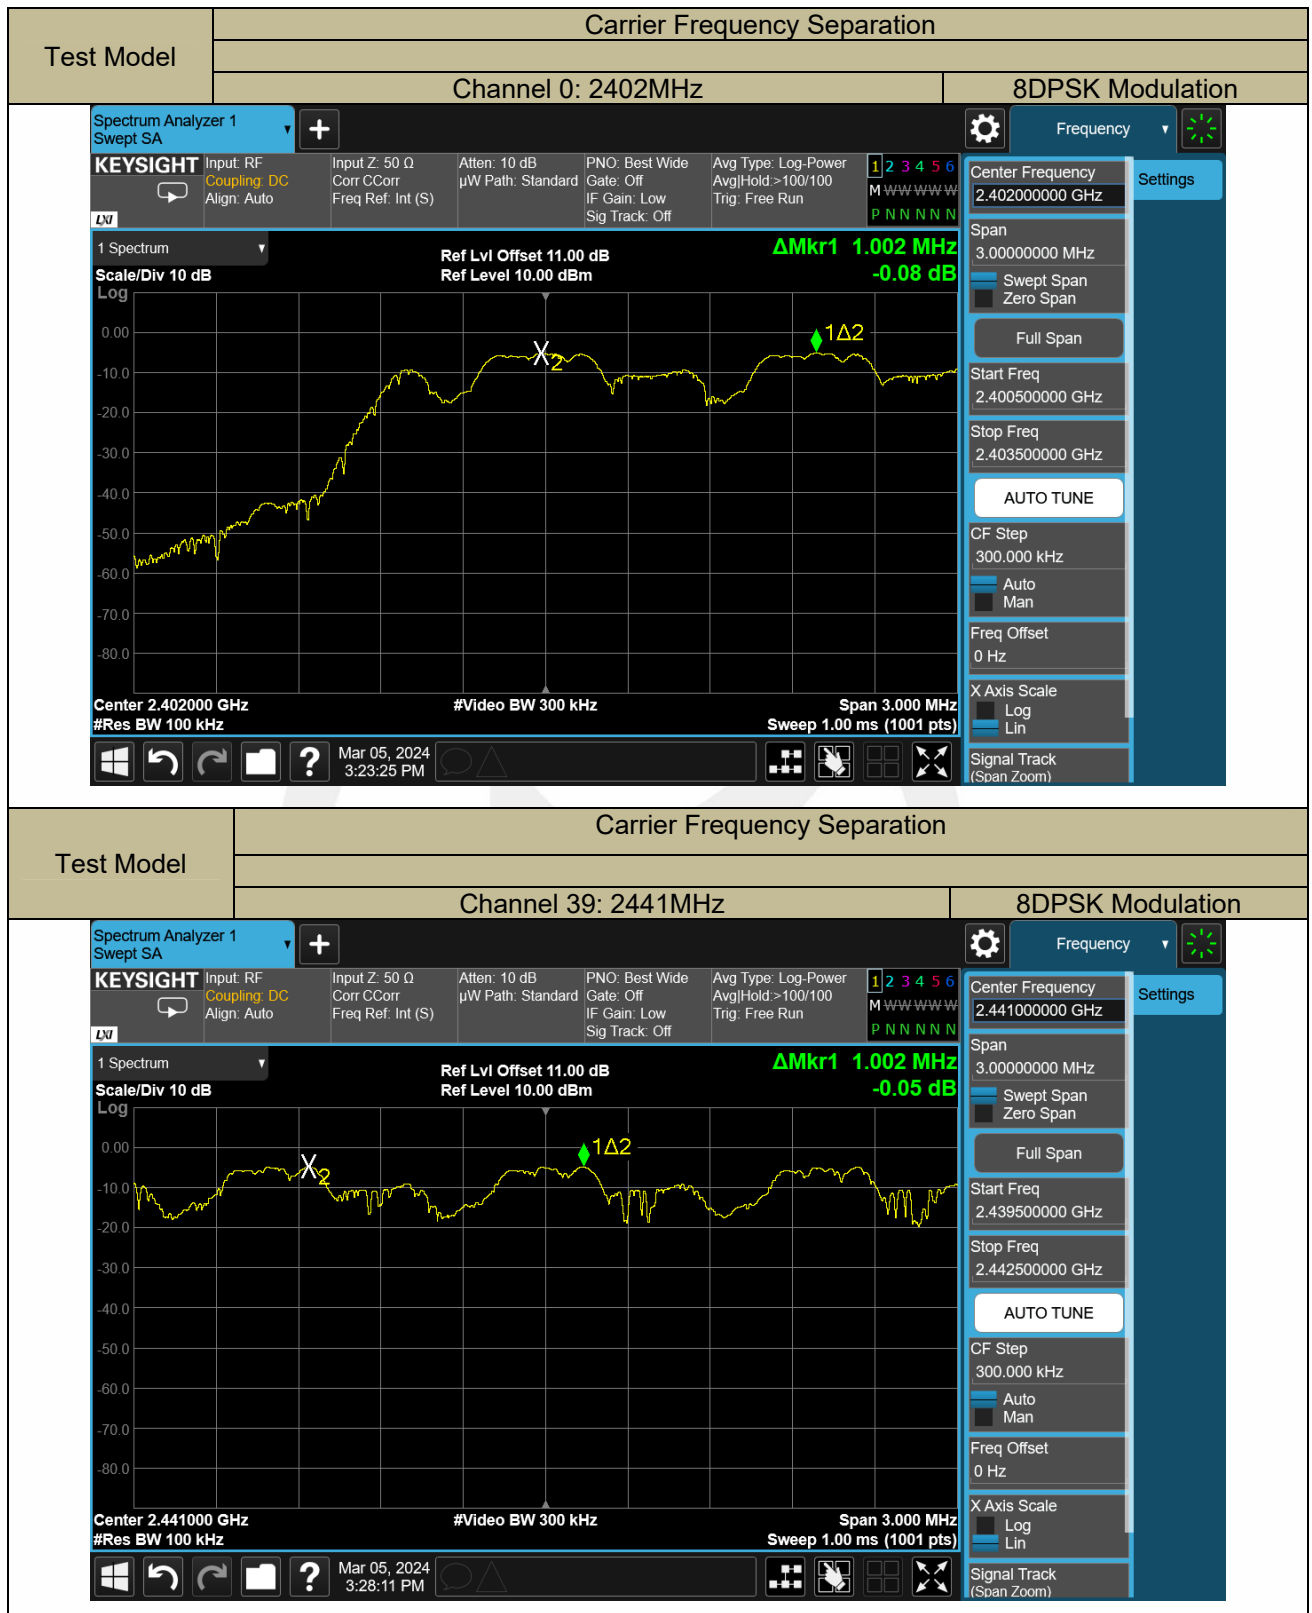 Test Model
Carrier Frequency Separation
Channel 0: 2402MHz
8DPSK Modulation
Spectrum Analyzer 1
Swept SA
+
Frequency
KEYSIGHT
LXI
Input: RF
Coupling: DC
Align: Auto
Input Z: 50 Ω
Corr CCorr
Freq Ref: Int (S)
Atten: 10 dB
µW Path: Standard
PNO: Best Wide
Gate: Off
IF Gain: Low
Sig Track: Off
Avg Type: Log-Power
Avg|Hold:>100/100
Trig: Free Run
1 2 3 4 5 6
M W W W W W
P N N N N N
1 Spectrum
Scale/Div 10 dB
Log
Ref Lvl Offset 11.00 dB
Ref Level 10.00 dBm
ΔMkr1 1.002 MHz
-0.08 dB
1Δ2
X2
0.00
-10.0
-20.0
-30.0
-40.0
-50.0
-60.0
-70.0
-80.0
Center 2.402000 GHz
#Res BW 100 kHz
#Video BW 300 kHz
Span 3.000 MHz
Sweep 1.00 ms (1001 pts)
Mar 05, 2024
3:23:25 PM
?
Center Frequency
2.402000000 GHz
Settings
Span
3.00000000 MHz
Swept Span
Zero Span
Full Span
Start Freq
2.400500000 GHz
Stop Freq
2.403500000 GHz
AUTO TUNE
CF Step
300.000 kHz
Auto
Man
Freq Offset
0 Hz
X Axis Scale
Log
Lin
Signal Track
(Span Zoom)
Test Model
Carrier Frequency Separation
Channel 39: 2441MHz
8DPSK Modulation
Spectrum Analyzer 1
Swept SA
+
Frequency
KEYSIGHT
LXI
Input: RF
Coupling: DC
Align: Auto
Input Z: 50 Ω
Corr CCorr
Freq Ref: Int (S)
Atten: 10 dB
µW Path: Standard
PNO: Best Wide
Gate: Off
IF Gain: Low
Sig Track: Off
Avg Type: Log-Power
Avg|Hold:>100/100
Trig: Free Run
1 2 3 4 5 6
M W W W W W
P N N N N N
1 Spectrum
Scale/Div 10 dB
Log
Ref Lvl Offset 11.00 dB
Ref Level 10.00 dBm
ΔMkr1 1.002 MHz
-0.05 dB
1Δ2
X2
0.00
-10.0
-20.0
-30.0
-40.0
-50.0
-60.0
-70.0
-80.0
Center 2.441000 GHz
#Res BW 100 kHz
#Video BW 300 kHz
Span 3.000 MHz
Sweep 1.00 ms (1001 pts)
Mar 05, 2024
3:28:11 PM
?
Center Frequency
2.441000000 GHz
Settings
Span
3.00000000 MHz
Swept Span
Zero Span
Full Span
Start Freq
2.439500000 GHz
Stop Freq
2.442500000 GHz
AUTO TUNE
CF Step
300.000 kHz
Auto
Man
Freq Offset
0 Hz
X Axis Scale
Log
Lin
Signal Track
(Span Zoom)